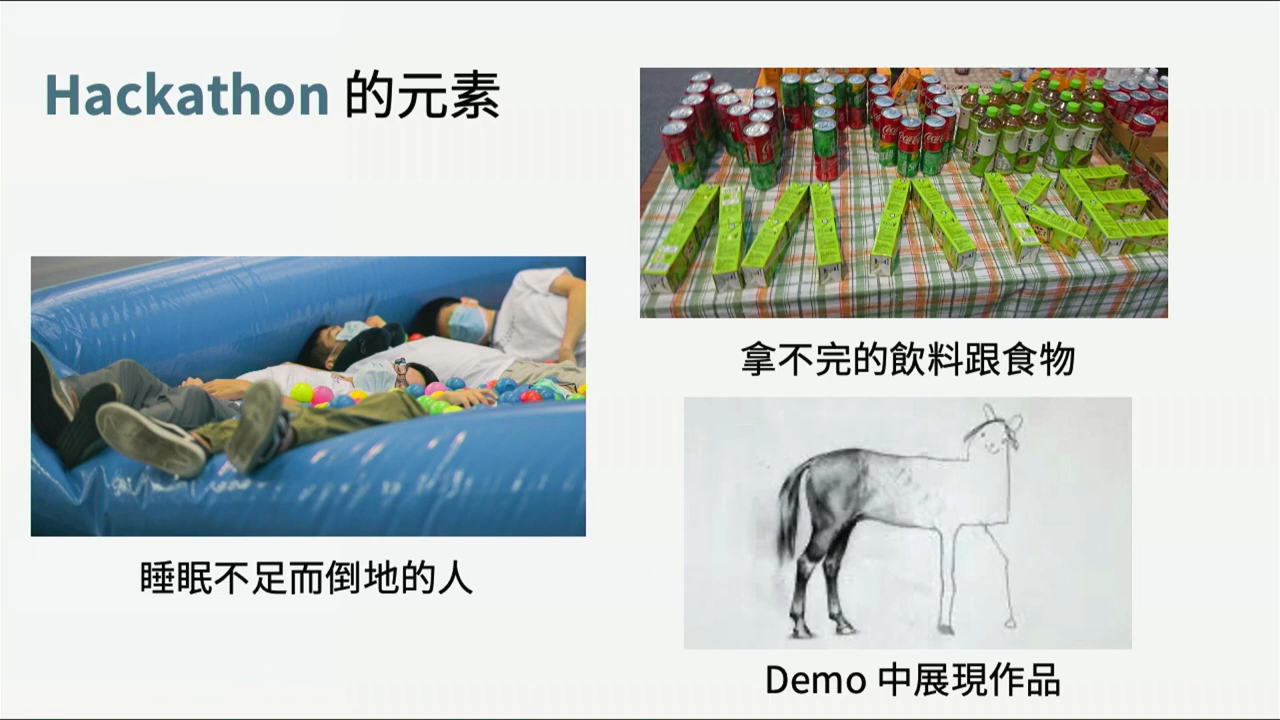 Hackathon 的元素
拿不完的飲料跟食物
睡眠不足而倒地的人
Demo 中展現作品